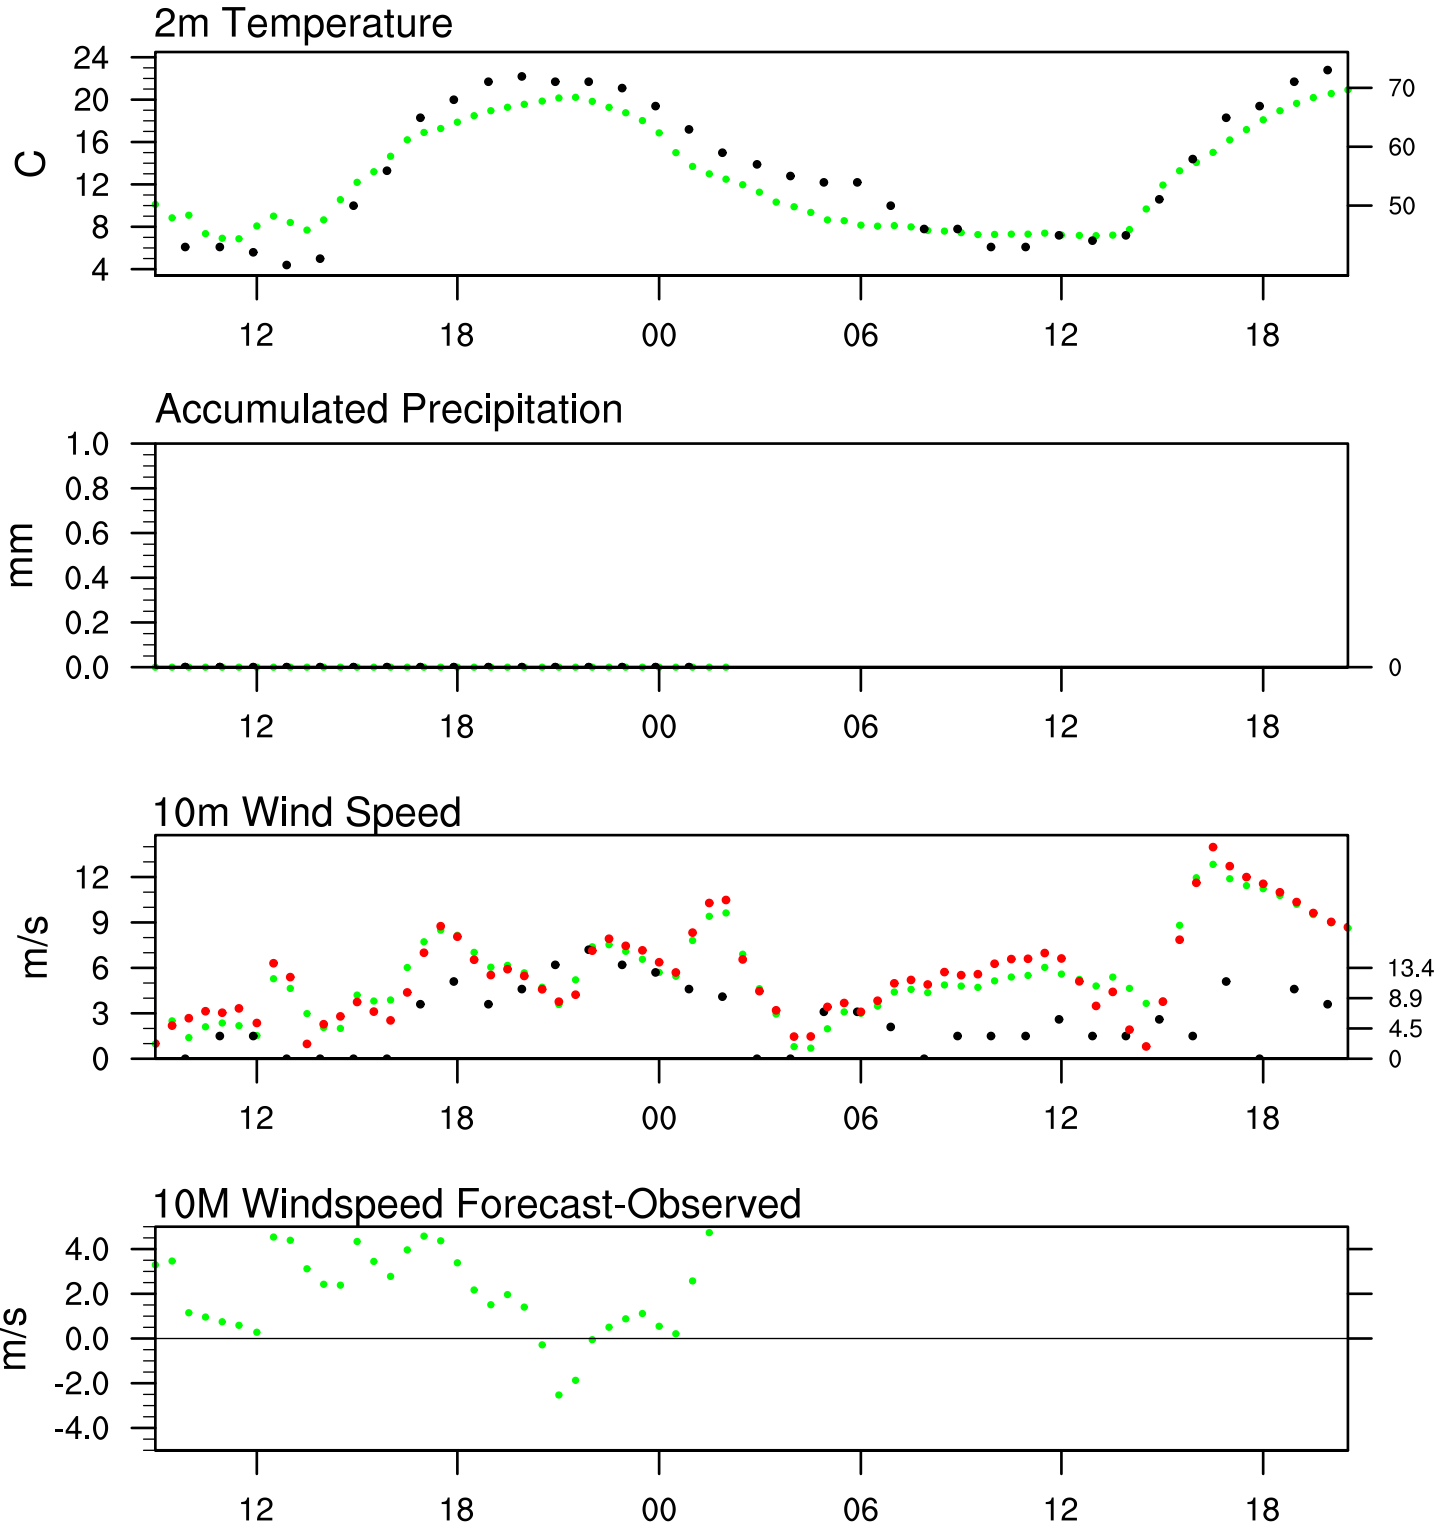 2m Temperature
24
20
16
12
8
4
C
70
60
50
12 18 00 06 12 18
Accumulated Precipitation
1.0
0.8
0.6
0.4
0.2
0.0
mm
0
12 18 00 06 12 18
10m Wind Speed
12
9
6
3
0
m/s
13.4
8.9
4.5
0
12 18 00 06 12 18
10M Windspeed Forecast-Observed
4.0
2.0
0.0
-2.0
-4.0
m/s
12 18 00 06 12 18